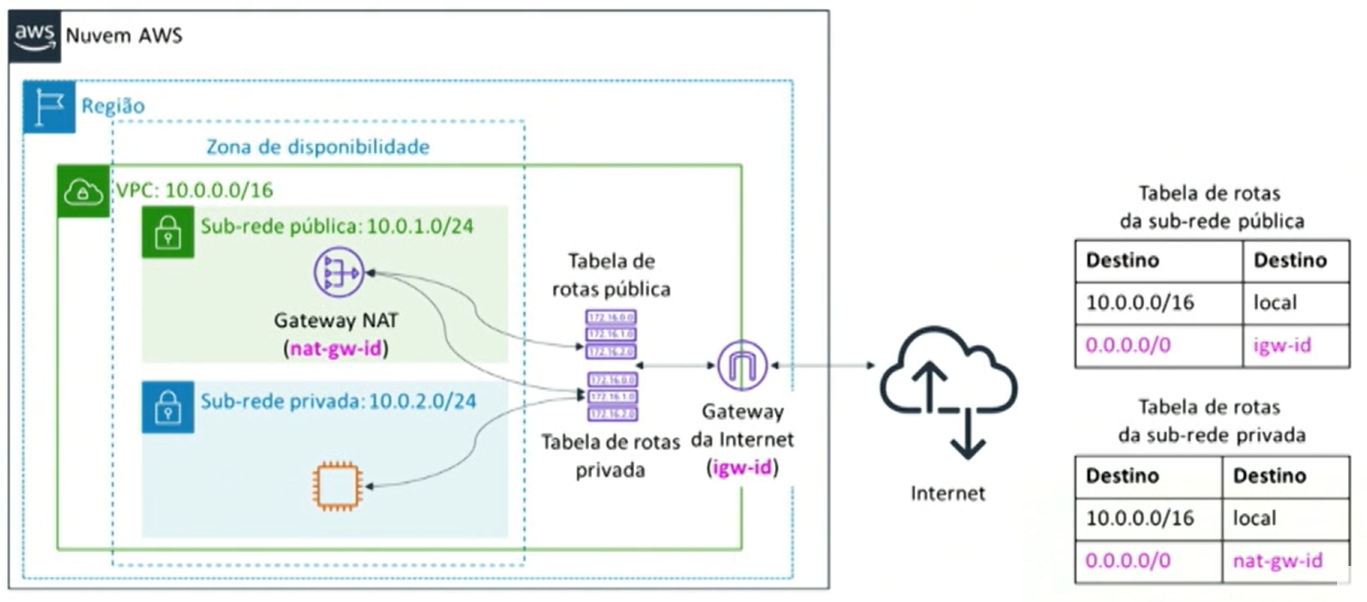 aws Nuvem AWS
Região
Zona de disponibilidade
VPC: 10.0.0.0/16
Sub-rede pública: 10.0.1.0/24
Gateway NAT
(nat-gw-id)
Sub-rede privada: 10.0.2.0/24
Tabela de
rotas pública
172.16.0.0
172.16.1.0
172.16.2.0
172.16.0.0
172.16.1.0
172.16.2.0
Tabela de rotas
privada
Gateway
da Internet
(igw-id)
Internet
Tabela de rotas
da sub-rede pública
Destino Destino
10.0.0.0/16 local
0.0.0.0/0 igw-id
Tabela de rotas
da sub-rede privada
Destino Destino
10.0.0.0/16 local
0.0.0.0/0 nat-gw-id